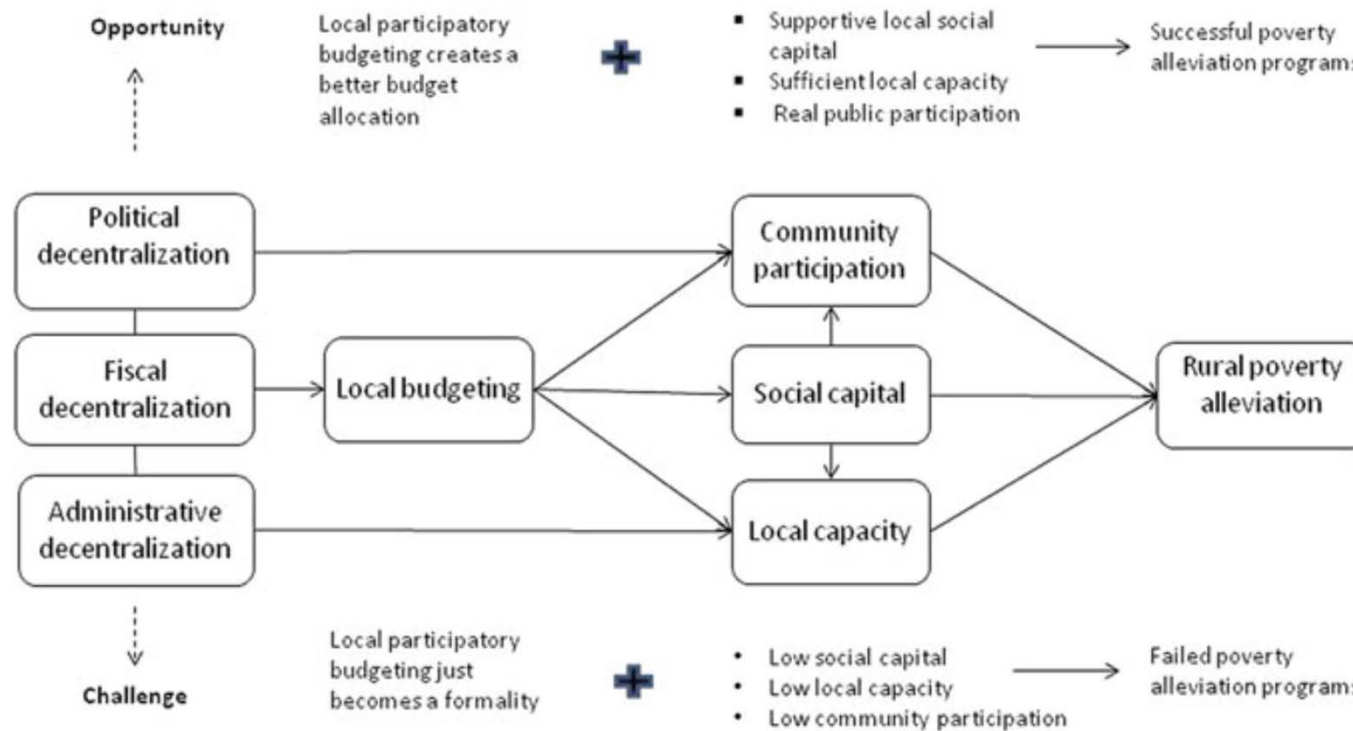 Opportunity
Local participatory
budgeting creates a
better budget
allocation
Supportive local social
capital
Sufficient local capacity
Real public participation
Successful poverty
alleviation programs
Political
decentralization
Community
participation
Fiscal
decentralization
Local budgeting
Social capital
Rural poverty
alleviation
Administrative
decentralization
Local capacity
Challenge
Local participatory
budgeting just
becomes a formality
Low social capital
Low local capacity
Low community participation
Failed poverty
alleviation programs